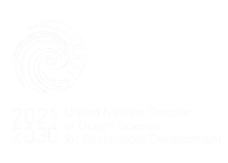 2021 United Nations Decade
of Ocean Science
2030 for Sustainable Development